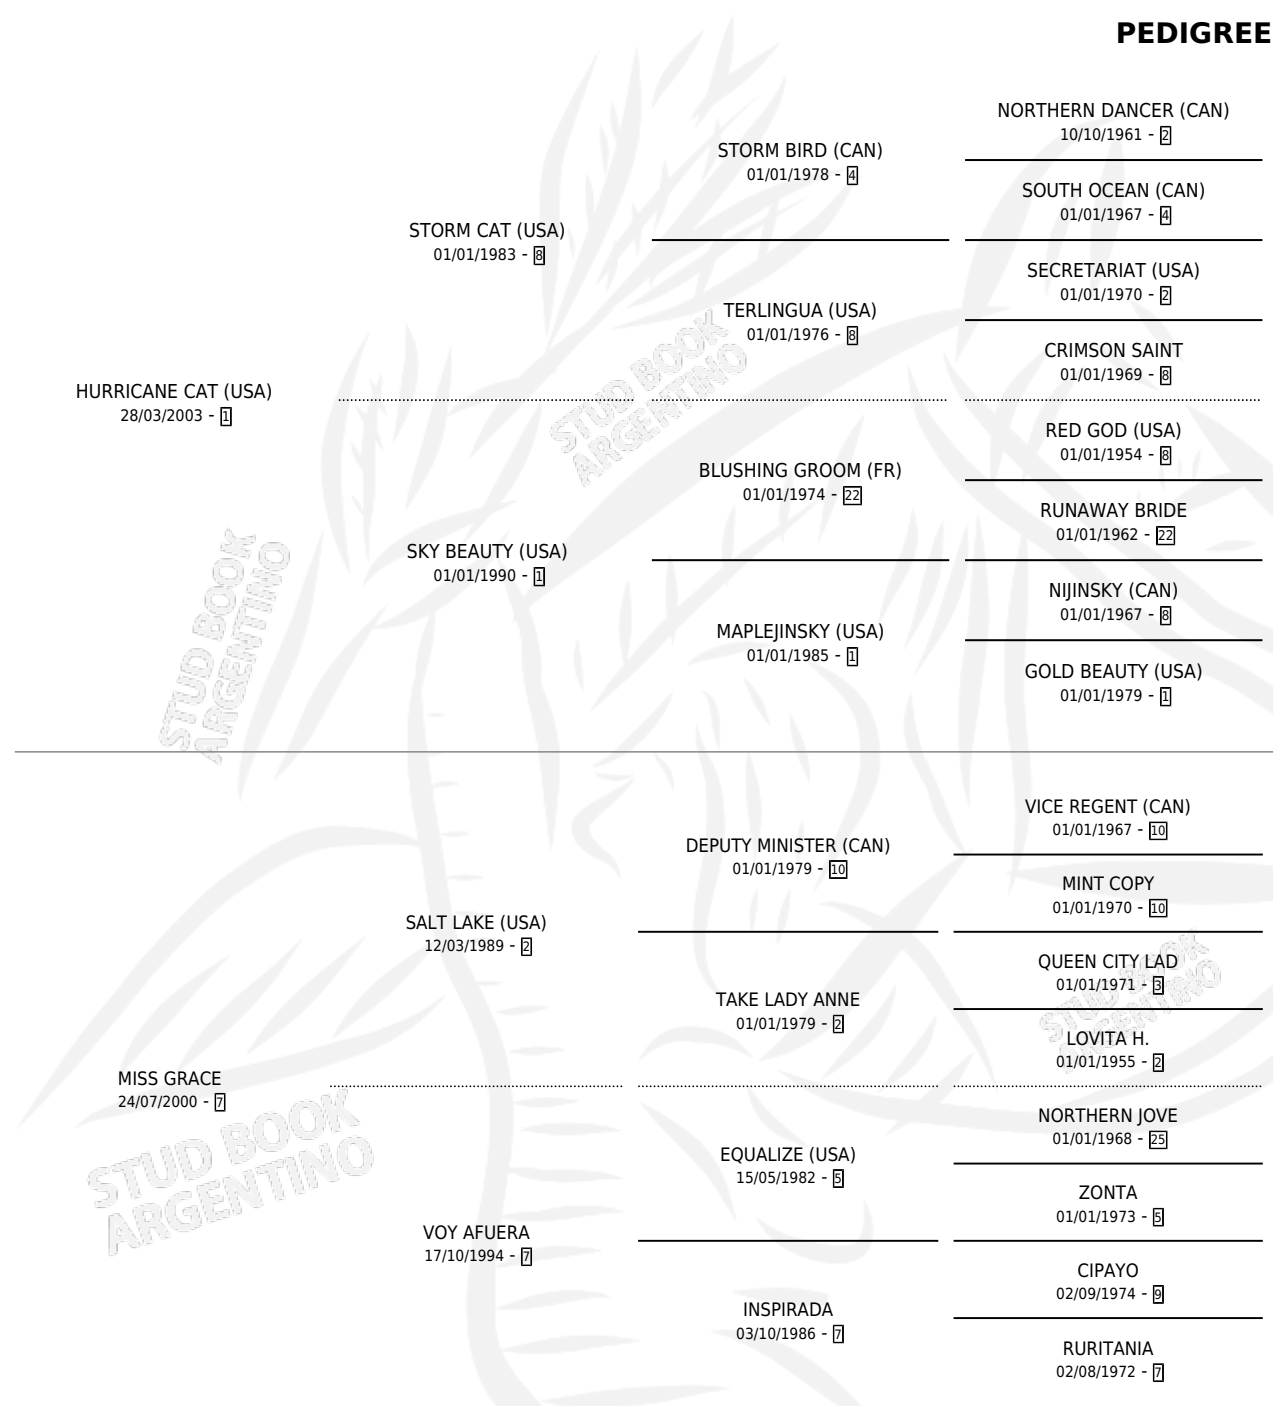 PEDIGREE
NORTHERN DANCER (CAN)
10/10/1961 - 2
STORM BIRD (CAN)
01/01/1978 - 4
SOUTH OCEAN (CAN)
01/01/1967 - 4
STORM CAT (USA)
01/01/1983 - 8
SECRETARIAT (USA)
01/01/1970 - 2
TERLINGUA (USA)
01/01/1976 - 8
CRIMSON SAINT
01/01/1969 - 8
HURRICANE CAT (USA)
28/03/2003 - 1
STUD BOOK
ARGENTINO
RED GOD (USA)
01/01/1954 - 8
BLUSHING GROOM (FR)
01/01/1974 - 22
RUNAWAY BRIDE
01/01/1962 - 22
SKY BEAUTY (USA)
01/01/1990 - 1
NIJINSKY (CAN)
01/01/1967 - 8
MAPLEJINSKY (USA)
01/01/1985 - 1
GOLD BEAUTY (USA)
01/01/1979 - 1
STUD BOOK
ARGENTINO
VICE REGENT (CAN)
01/01/1967 - 10
DEPUTY MINISTER (CAN)
01/01/1979 - 10
MINT COPY
01/01/1970 - 10
SALT LAKE (USA)
12/03/1989 - 2
QUEEN CITY LAD
01/01/1971 - 3
TAKE LADY ANNE
01/01/1979 - 2
STUD BOOK
ARGENTINO
LOVITA H.
01/01/1955 - 2
MISS GRACE
24/07/2000 - 7
NORTHERN JOVE
01/01/1968 - 25
EQUALIZE (USA)
15/05/1982 - 5
ZONTA
01/01/1973 - 5
STUD BOOK
ARGENTINO
VOY AFUERA
17/10/1994 - 7
CIPAYO
02/09/1974 - 9
INSPIRADA
03/10/1986 - 7
RURITANIA
02/08/1972 - 7